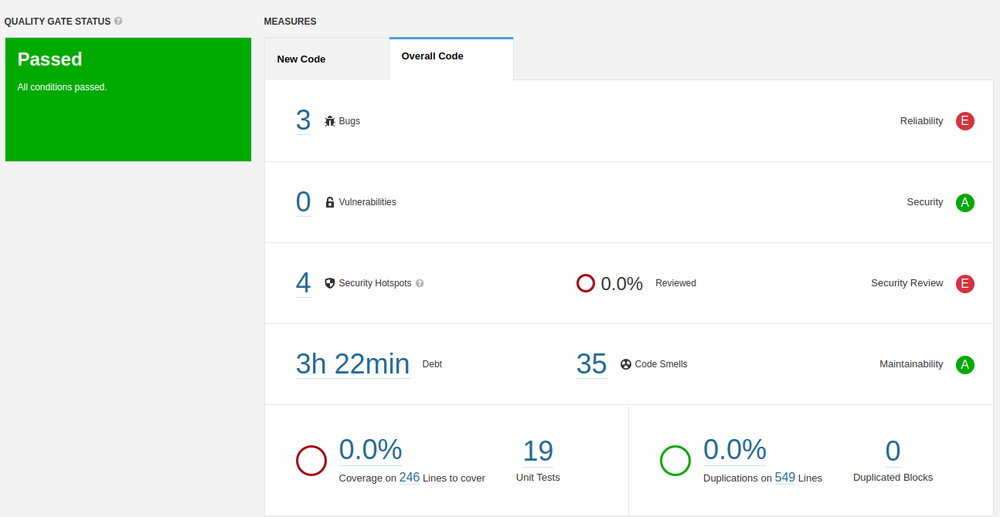 QUALITY GATE STATUS ?
MEASURES
Passed
All conditions passed.
New Code
Overall Code
3 Bugs
Reliability E
0 Vulnerabilities
Security A
4 Security Hotspots ?
0.0% Reviewed
Security Review E
3h 22min Debt
35 Code Smells
Maintainability A
0.0%
Coverage on 246 Lines to cover
19
Unit Tests
0.0%
Duplications on 549 Lines
0
Duplicated Blocks